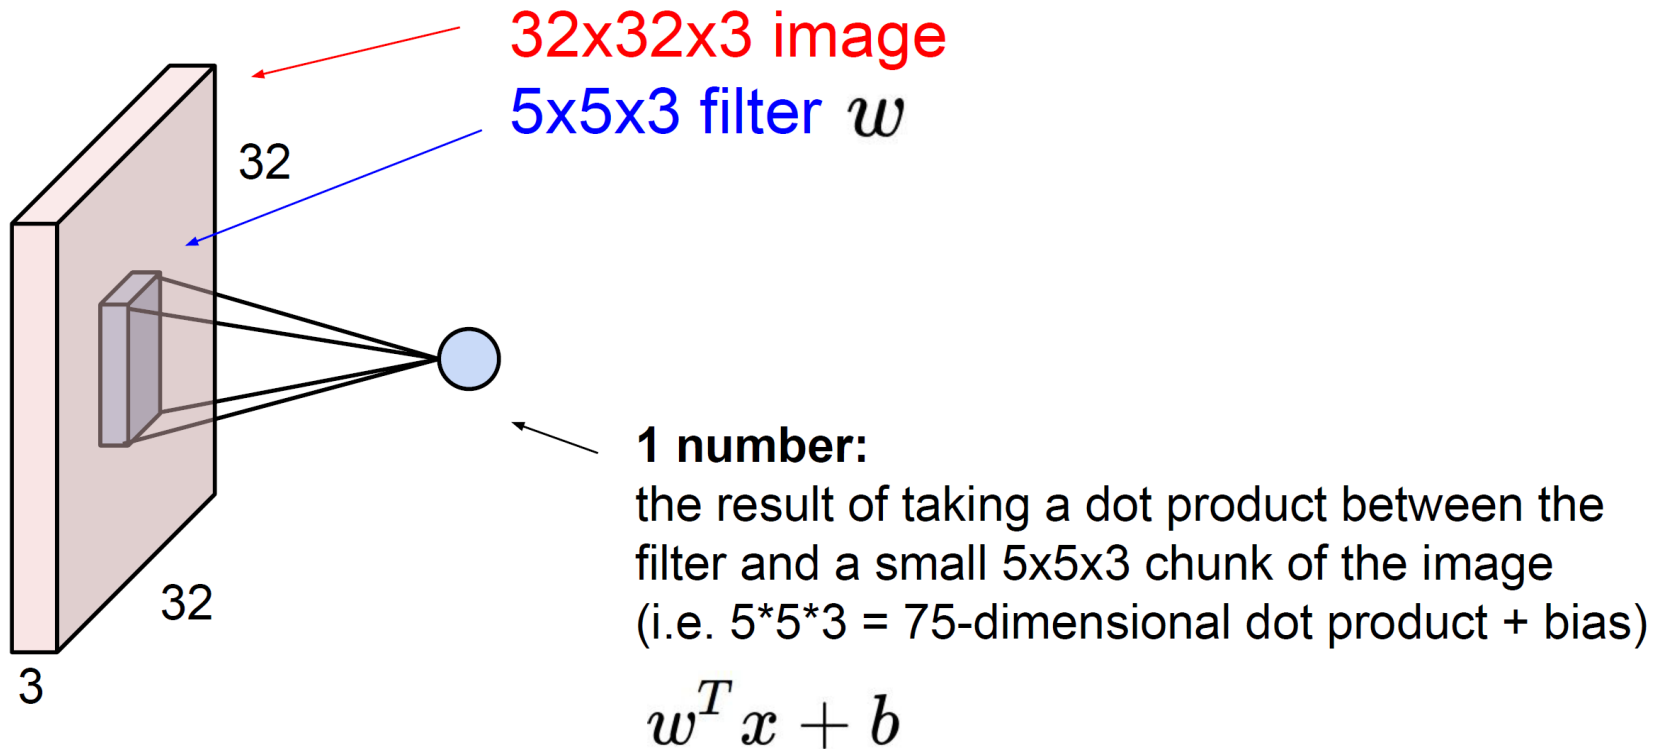 32x32x3 image
5x5x3 filter w
32
32
3
1 number:
the result of taking a dot product between the
filter and a small 5x5x3 chunk of the image
(i.e. 5*5*3 = 75-dimensional dot product + bias)
w^T x + b